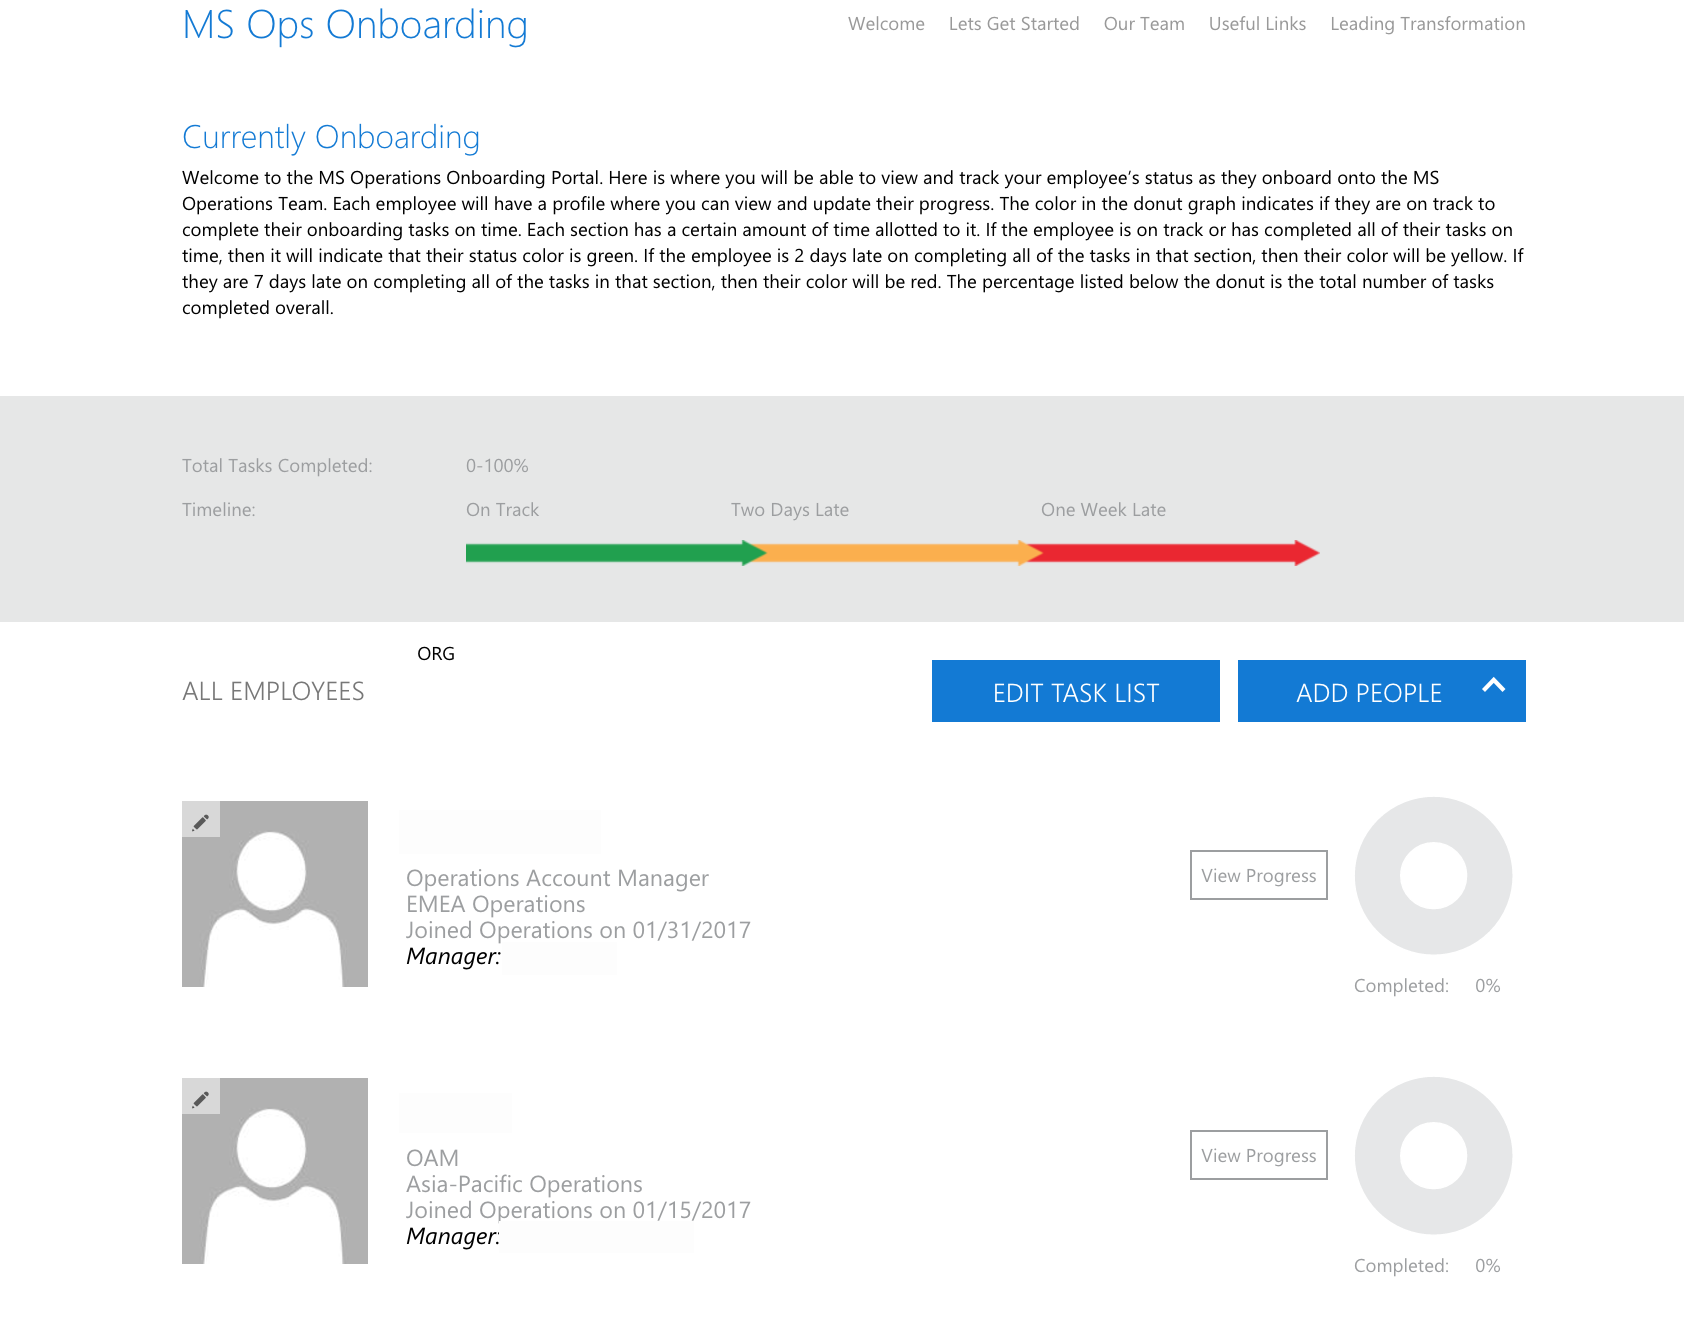 MS Ops Onboarding
Welcome Lets Get Started Our Team Useful Links Leading Transformation
Currently Onboarding
Welcome to the MS Operations Onboarding Portal. Here is where you will be able to view and track your employee’s status as they onboard onto the MS
Operations Team. Each employee will have a profile where you can view and update their progress. The color in the donut graph indicates if they are on track to
complete their onboarding tasks on time. Each section has a certain amount of time allotted to it. If the employee is on track or has completed all of their tasks on
time, then it will indicate that their status color is green. If the employee is 2 days late on completing all of the tasks in that section, then their color will be yellow. If
they are 7 days late on completing all of the tasks in that section, then their color will be red. The percentage listed below the donut is the total number of tasks
completed overall.
Total Tasks Completed: 0-100%
Timeline: On Track Two Days Late One Week Late
ORG
ALL EMPLOYEES
EDIT TASK LIST
ADD PEOPLE
Operations Account Manager
EMEA Operations
Joined Operations on 01/31/2017
Manager:
View Progress
Completed: 0%
OAM
Asia-Pacific Operations
Joined Operations on 01/15/2017
Manager:
View Progress
Completed: 0%